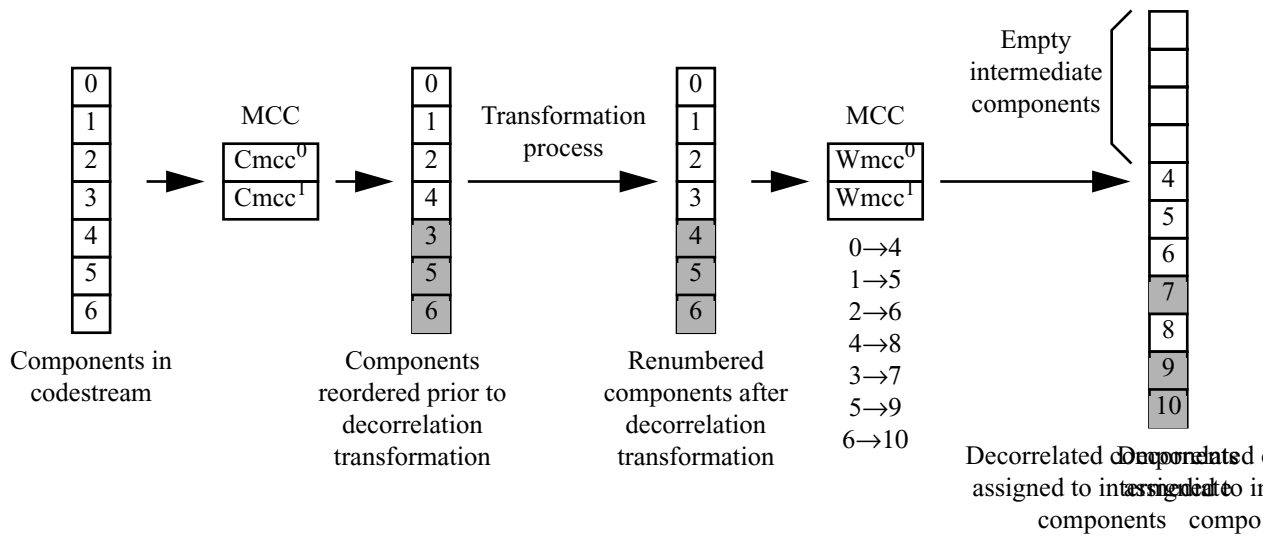 0
1
2
3
4
5
6
Components in
codestream
MCC
Cmcc⁰
Cmcc¹
0
1
2
4
3
5
6
Components
reordered prior to
decorrelation
transformation
Transformation
process
0
1
2
3
4
5
6
Renumbered
components after
decorrelation
transformation
MCC
Wmcc⁰
Wmcc¹
0→4
1→5
2→6
4→8
3→7
5→9
6→10
Empty
intermediate
components
4
5
6
7
8
9
10
Decorrelated components
assigned to intermediate
components